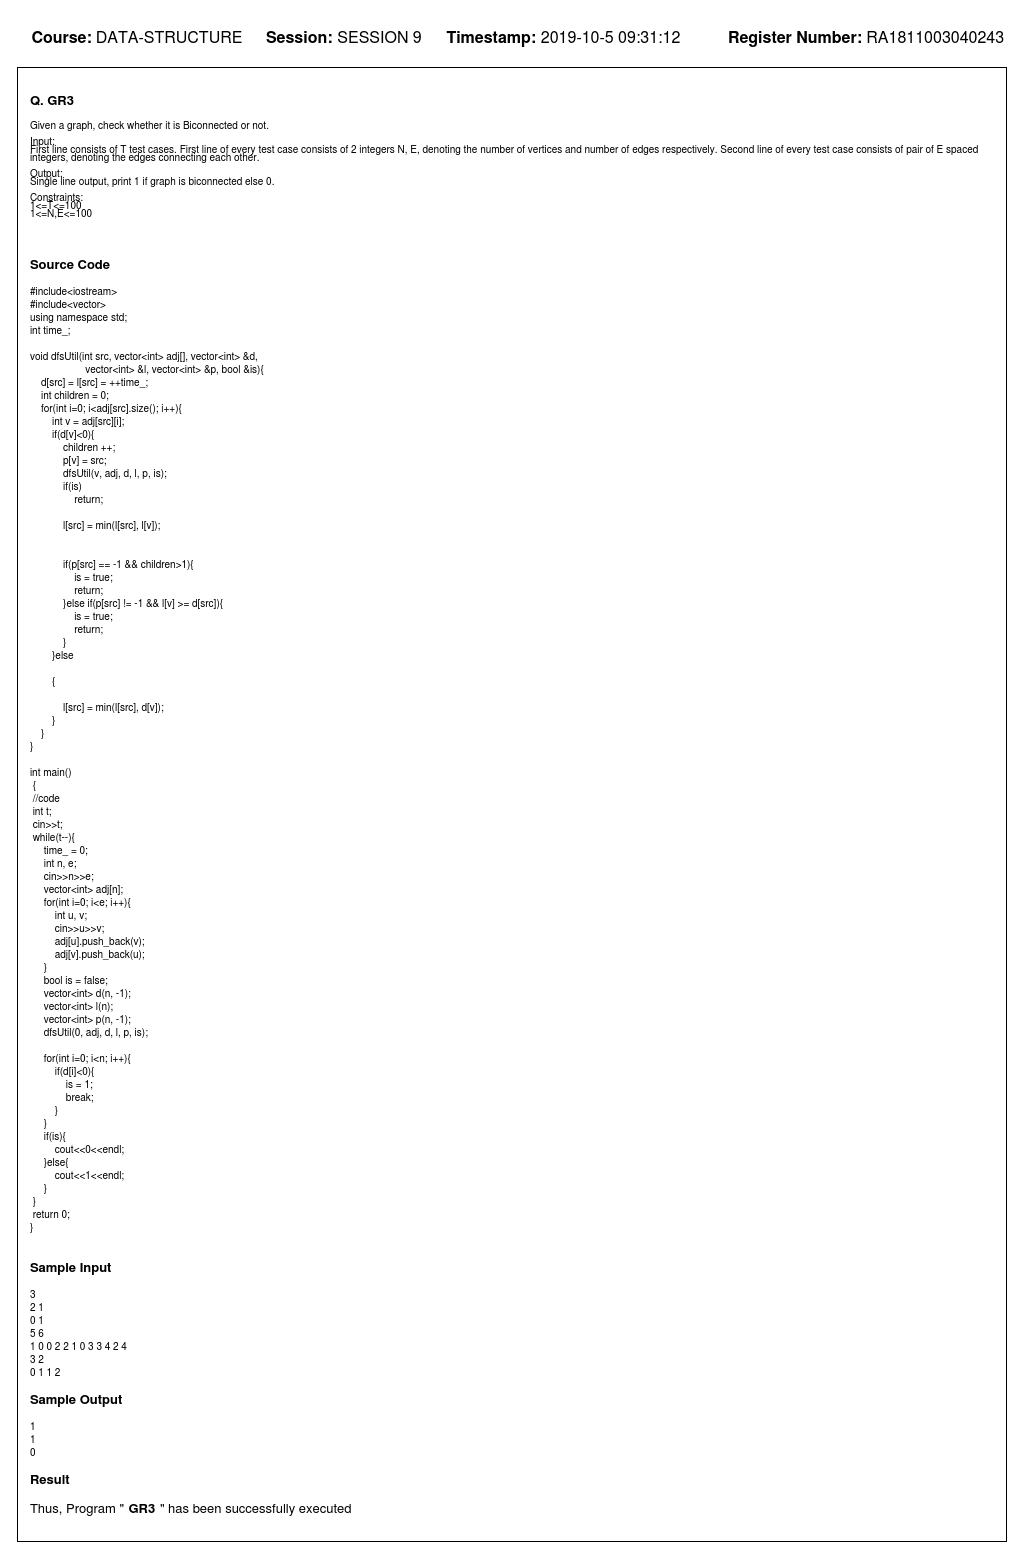 Course: DATA-STRUCTURE Session: SESSION 9 Timestamp: 2019-10-5 09:31:12 Register Number: RA1811003040243
Q. GR3
Given a graph, check whether it is Biconnected or not.
Input:
First line consists of T test cases. First line of every test case consists of 2 integers N, E, denoting the number of vertices and number of edges respectively. Second line of every test case consists of pair of E spaced
integers, denoting the edges connecting each other.
Output:
Single line output, print 1 if graph is biconnected else 0.
Constraints:
1<=T<=100
1<=N,E<=100
Source Code
#include<iostream>
#include<vector>
using namespace std;
int time_;
void dfsUtil(int src, vector<int> adj[], vector<int> &d,
vector<int> &l, vector<int> &p, bool &is){
d[src] = l[src] = ++time_;
int children = 0;
for(int i=0; i<adj[src].size(); i++){
int v = adj[src][i];
if(d[v]<0){
children ++;
p[v] = src;
dfsUtil(v, adj, d, l, p, is);
if(is)
return;
l[src] = min(l[src], l[v]);
if(p[src] == -1 && children>1){
is = true;
return;
}else if(p[src] != -1 && l[v] >= d[src]){
is = true;
return;
}
}else
{
l[src] = min(l[src], d[v]);
}
}
}
int main()
{
//code
int t;
cin>>t;
while(t--){
time_ = 0;
int n, e;
cin>>n>>e;
vector<int> adj[n];
for(int i=0; i<e; i++){
int u, v;
cin>>u>>v;
adj[u].push_back(v);
adj[v].push_back(u);
}
bool is = false;
vector<int> d(n, -1);
vector<int> l(n);
vector<int> p(n, -1);
dfsUtil(0, adj, d, l, p, is);
for(int i=0; i<n; i++){
if(d[i]<0){
is = 1;
break;
}
}
if(is){
cout<<0<<endl;
}else{
cout<<1<<endl;
}
}
return 0;
}
Sample Input
3
2 1
0 1
5 6
1 0 0 2 2 1 0 3 3 4 2 4
3 2
0 1 1 2
Sample Output
1
1
0
Result
Thus, Program " GR3 " has been successfully executed